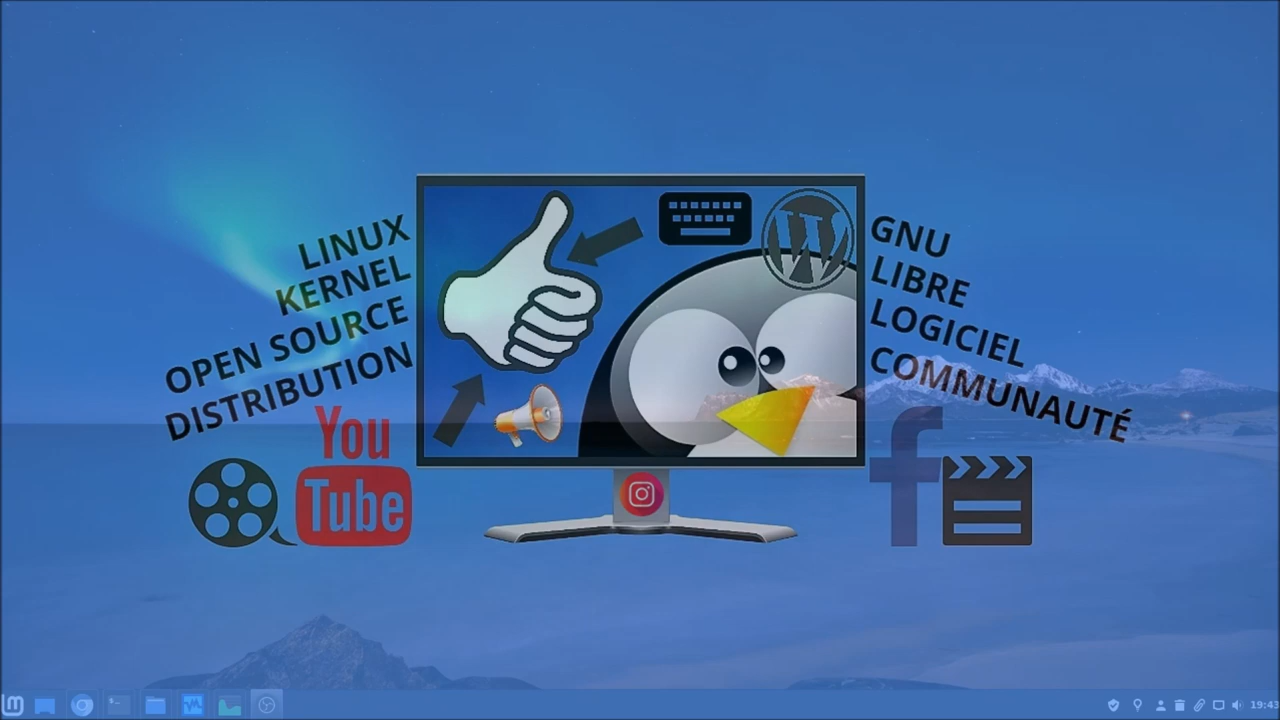 LINUX
KERNEL
OPEN SOURCE
DISTRIBUTION
GNU
LIBRE
LOGICIEL
COMMUNAUTÉ
You
Tube
19:43